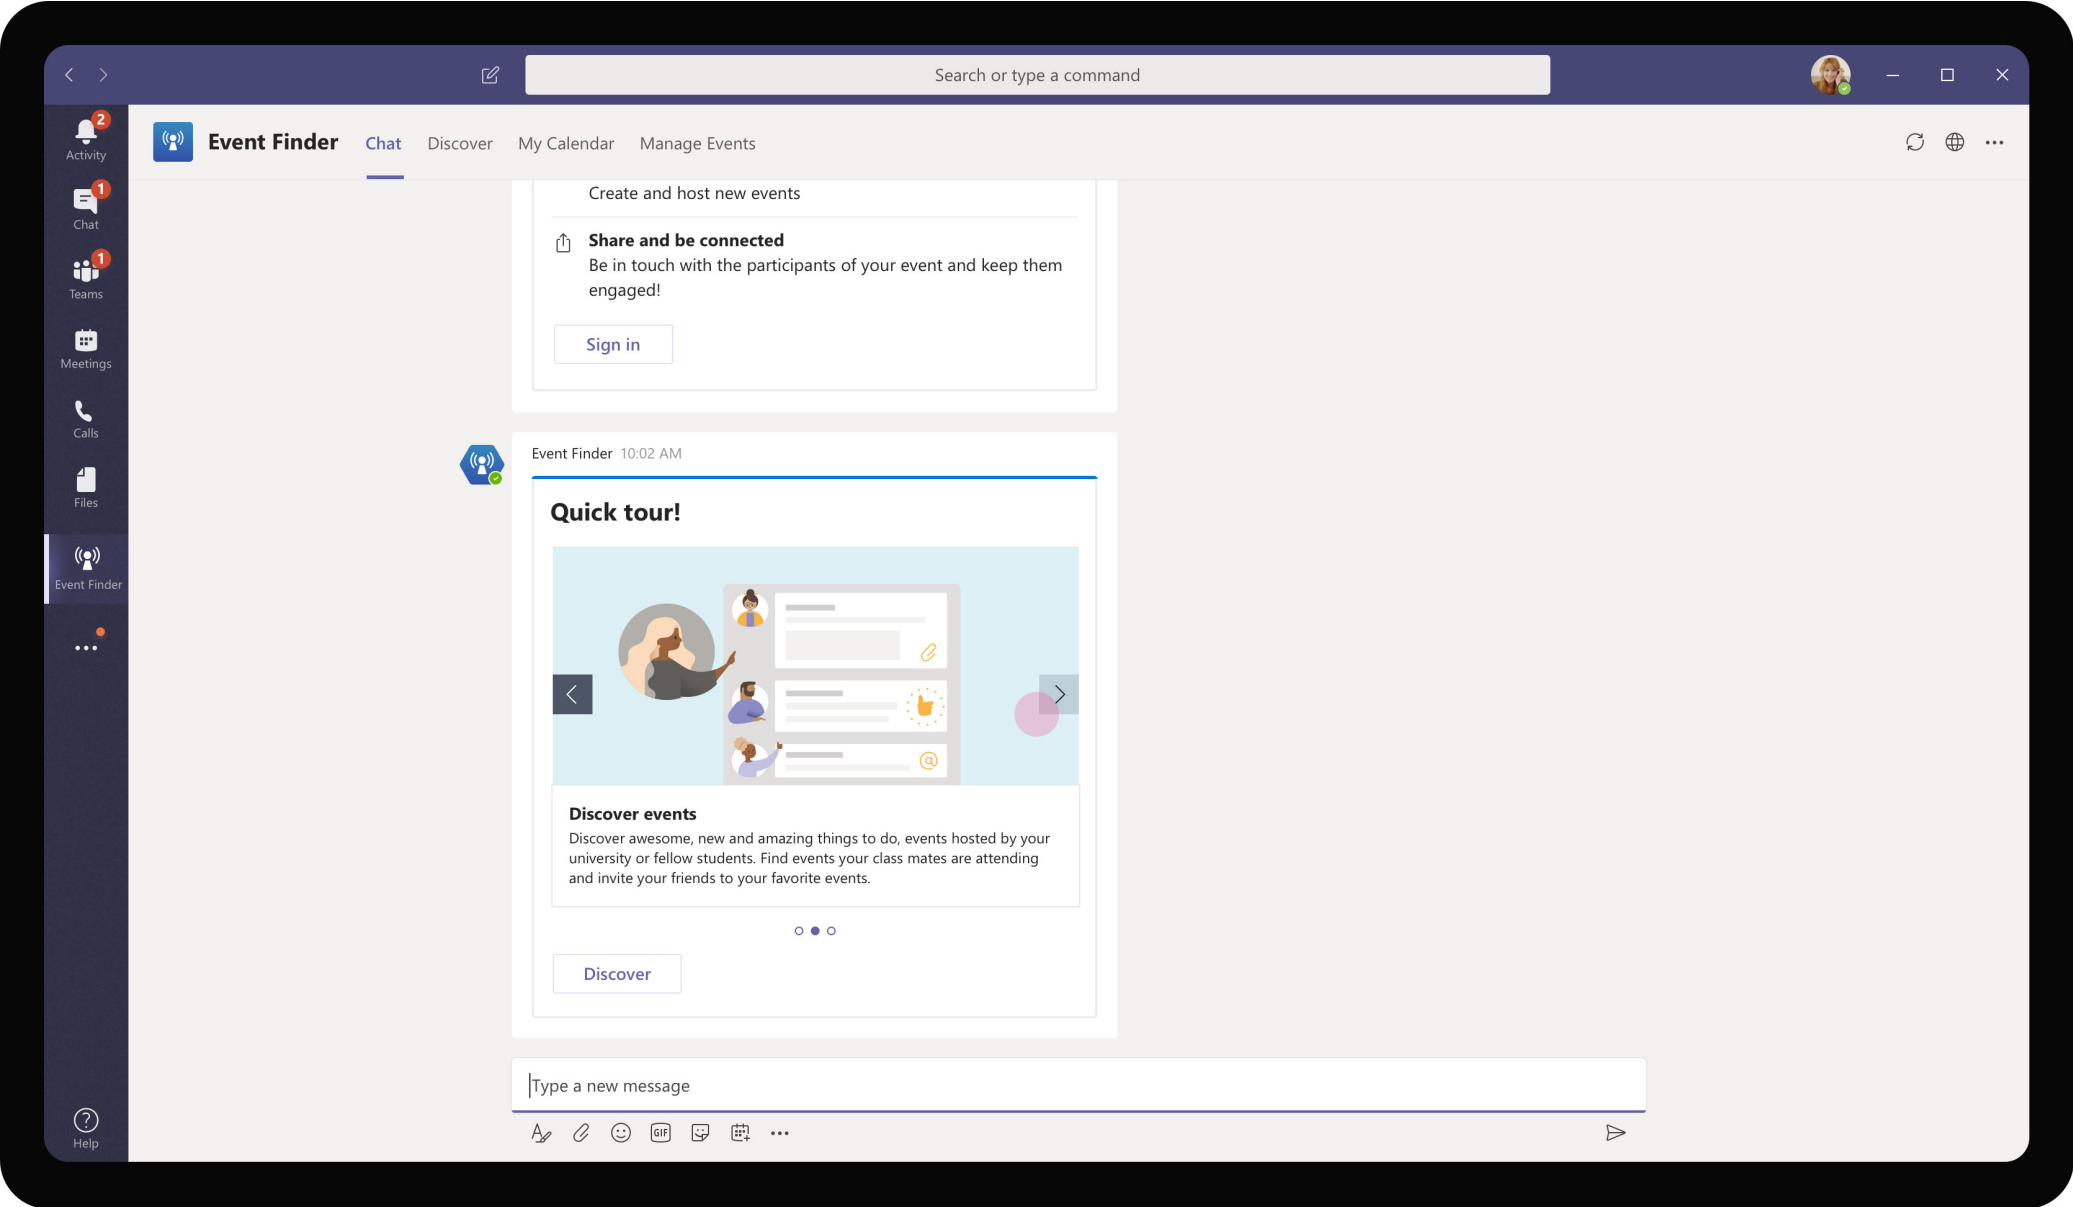 Search or type a command
2
Activity
1
Chat
1
Teams
Meetings
Calls
Files
Event Finder
Help
Event Finder Chat Discover My Calendar Manage Events
Create and host new events
Share and be connected
Be in touch with the participants of your event and keep them
engaged!
Sign in
Event Finder 10:02 AM
Quick tour!
@
Discover events
Discover awesome, new and amazing things to do, events hosted by your
university or fellow students. Find events your class mates are attending
and invite your friends to your favorite events.
Discover
Type a new message
GIF